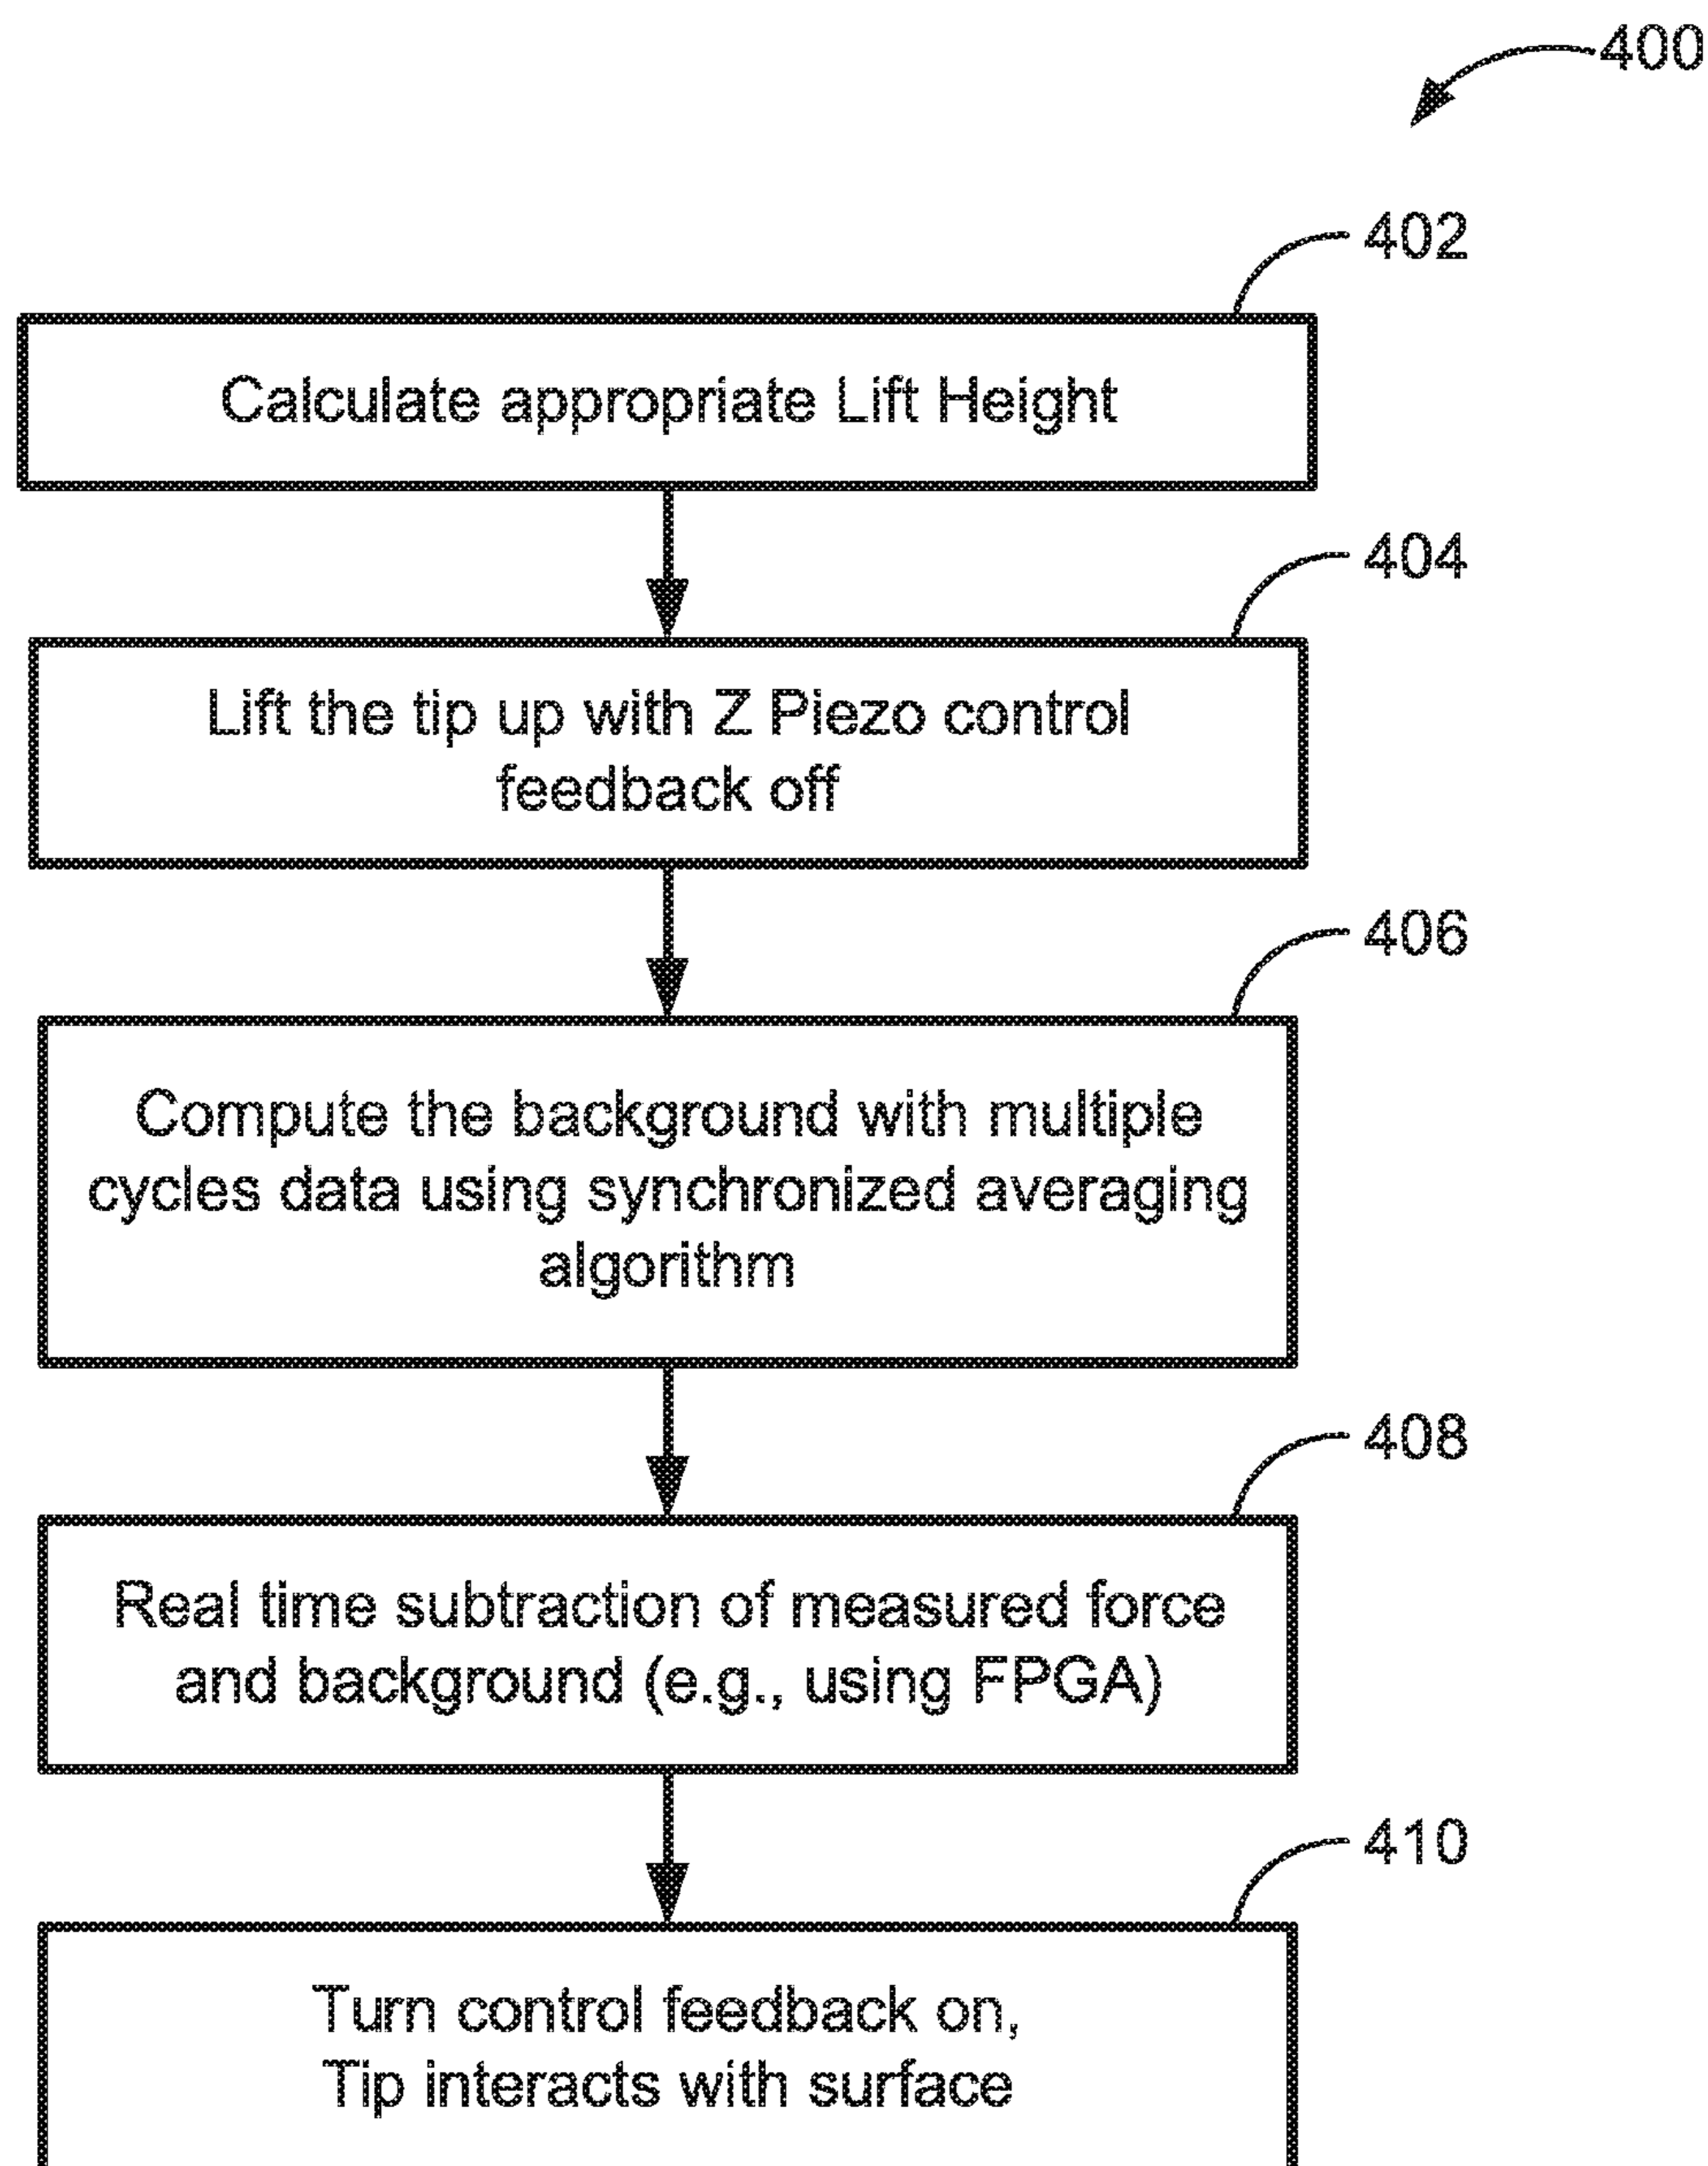 400
402
Calculate appropriate Lift Height
404
Lift the tip up with Z Piezo control
feedback off
406
Compute the background with multiple
cycles data using synchronized averaging
algorithm
408
Real time subtraction of measured force
and background (e.g., using FPGA)
410
Turn control feedback on,
Tip interacts with surface